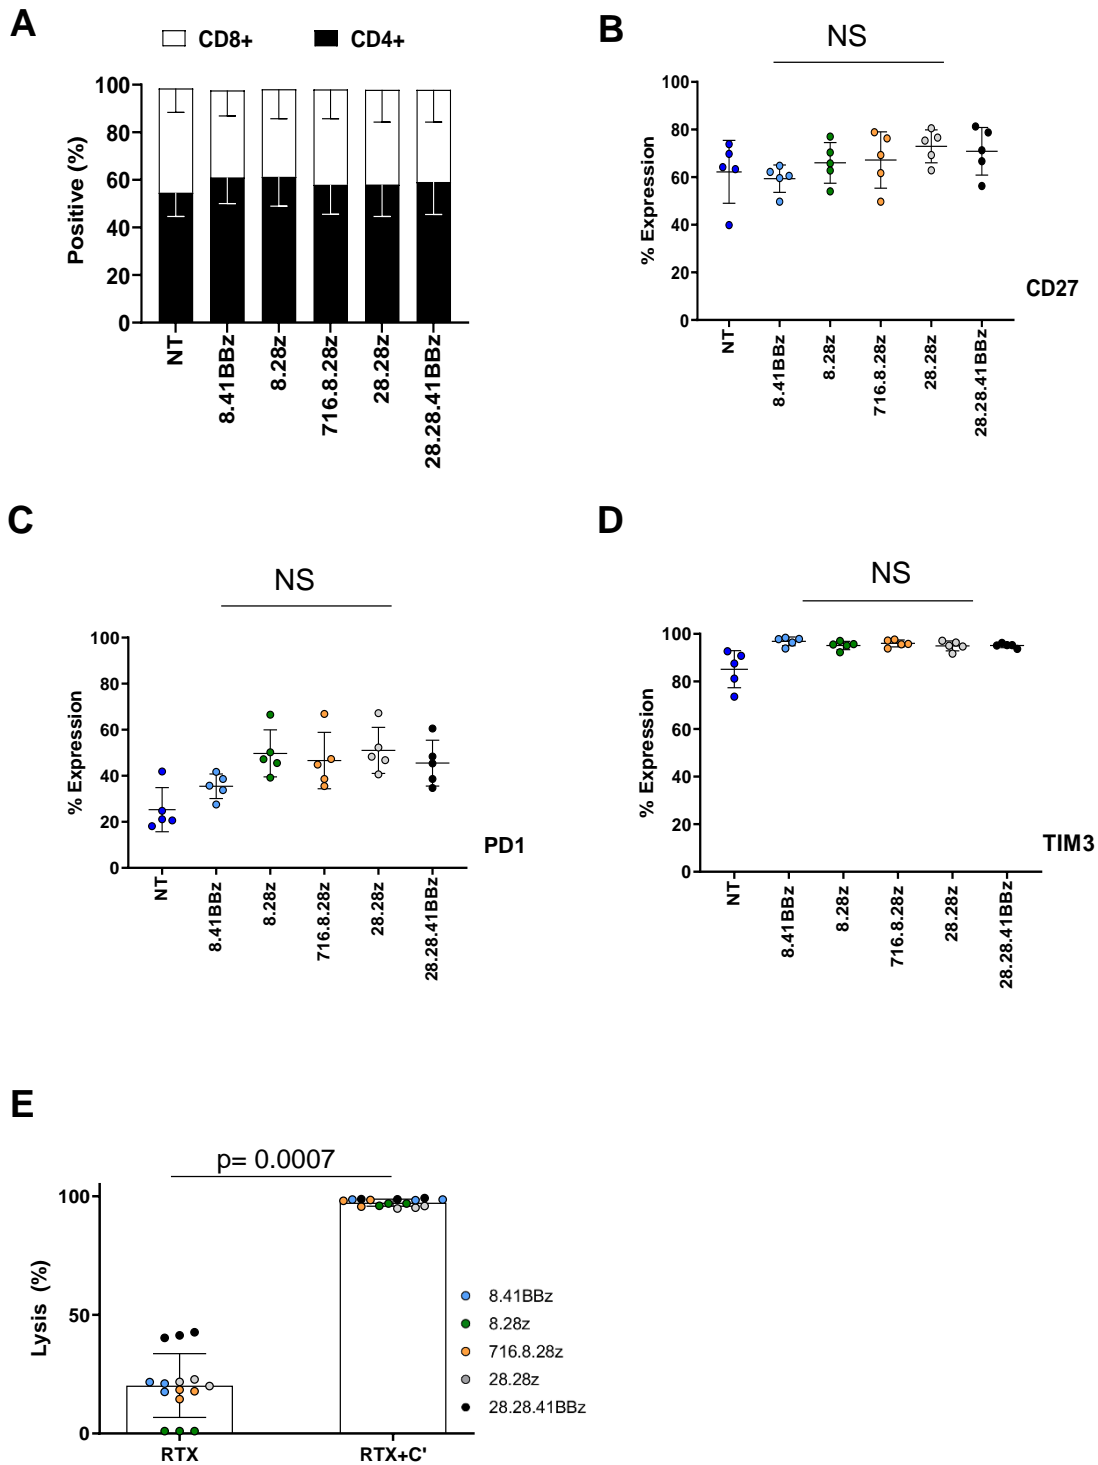 A
CD8+ CD4+
Positive (%)
100
80
60
40
20
0
NT
8.41BBz
8.28z
716.8.28z
28.28z
28.28.41BBz
B
NS
% Expression
100
80
60
40
20
0
NT
8.41BBz
8.28z
716.8.28z
28.28z
28.28.41BBz
CD27
C
NS
% Expression
100
80
60
40
20
0
NT
8.41BBz
8.28z
716.8.28z
28.28z
28.28.41BBz
PD1
D
NS
% Expression
100
80
60
40
20
0
NT
8.41BBz
8.28z
716.8.28z
28.28z
28.28.41BBz
TIM3
E
p= 0.0007
Lysis (%)
100
50
0
RTX
RTX+C'
8.41BBz
8.28z
716.8.28z
28.28z
28.28.41BBz